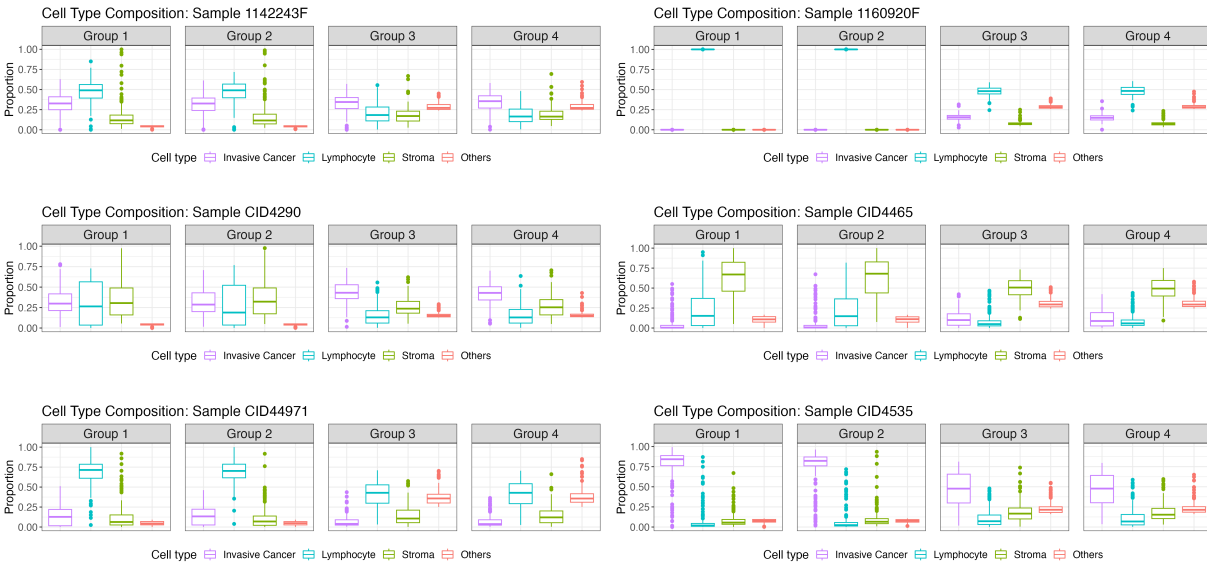 Cell Type Composition: Sample 1142243F
Group 1 Group 2 Group 3 Group 4
Proportion
1.00
0.75
0.50
0.25
0.00
Cell type Invasive Cancer Lymphocyte Stroma Others
Cell Type Composition: Sample 1160920F
Group 1 Group 2 Group 3 Group 4
Proportion
1.00
0.75
0.50
0.25
0.00
Cell type Invasive Cancer Lymphocyte Stroma Others
Cell Type Composition: Sample CID4290
Group 1 Group 2 Group 3 Group 4
Proportion
1.00
0.75
0.50
0.25
0.00
Cell type Invasive Cancer Lymphocyte Stroma Others
Cell Type Composition: Sample CID4465
Group 1 Group 2 Group 3 Group 4
Proportion
1.00
0.75
0.50
0.25
0.00
Cell type Invasive Cancer Lymphocyte Stroma Others
Cell Type Composition: Sample CID44971
Group 1 Group 2 Group 3 Group 4
Proportion
1.00
0.75
0.50
0.25
0.00
Cell type Invasive Cancer Lymphocyte Stroma Others
Cell Type Composition: Sample CID4535
Group 1 Group 2 Group 3 Group 4
Proportion
1.00
0.75
0.50
0.25
0.00
Cell type Invasive Cancer Lymphocyte Stroma Others